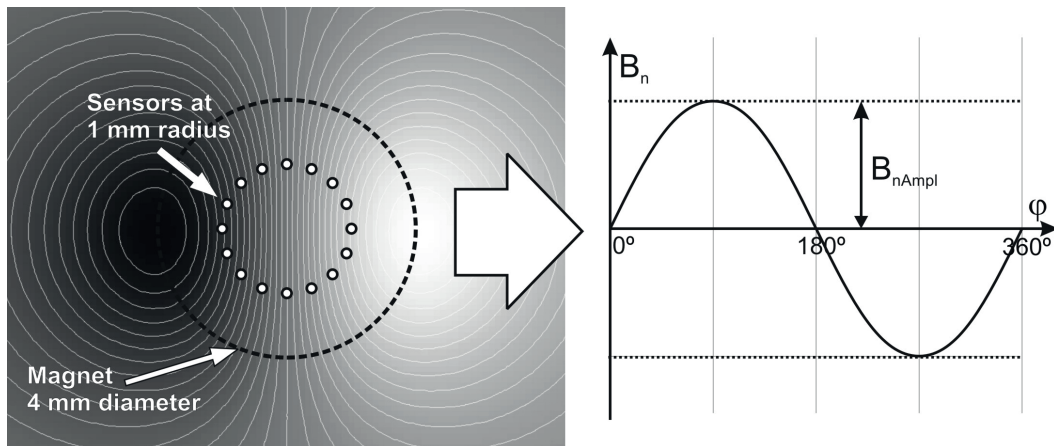 Sensors at
1 mm radius
Magnet
4 mm diameter
Bn
BnAmpl
φ
0º
180º
360º